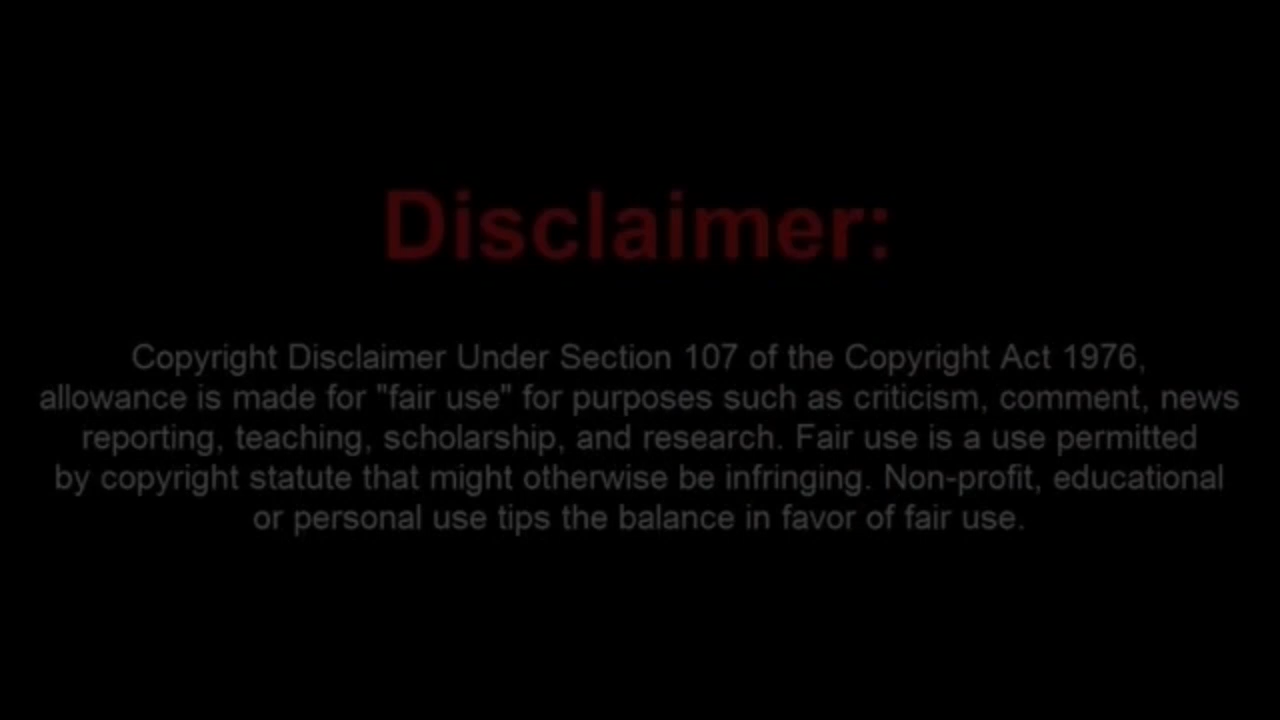 Disclaimer:
Copyright Disclaimer Under Section 107 of the Copyright Act 1976,
allowance is made for "fair use" for purposes such as criticism, comment, news
reporting, teaching, scholarship, and research. Fair use is a use permitted
by copyright statute that might otherwise be infringing. Non-profit, educational
or personal use tips the balance in favor of fair use.